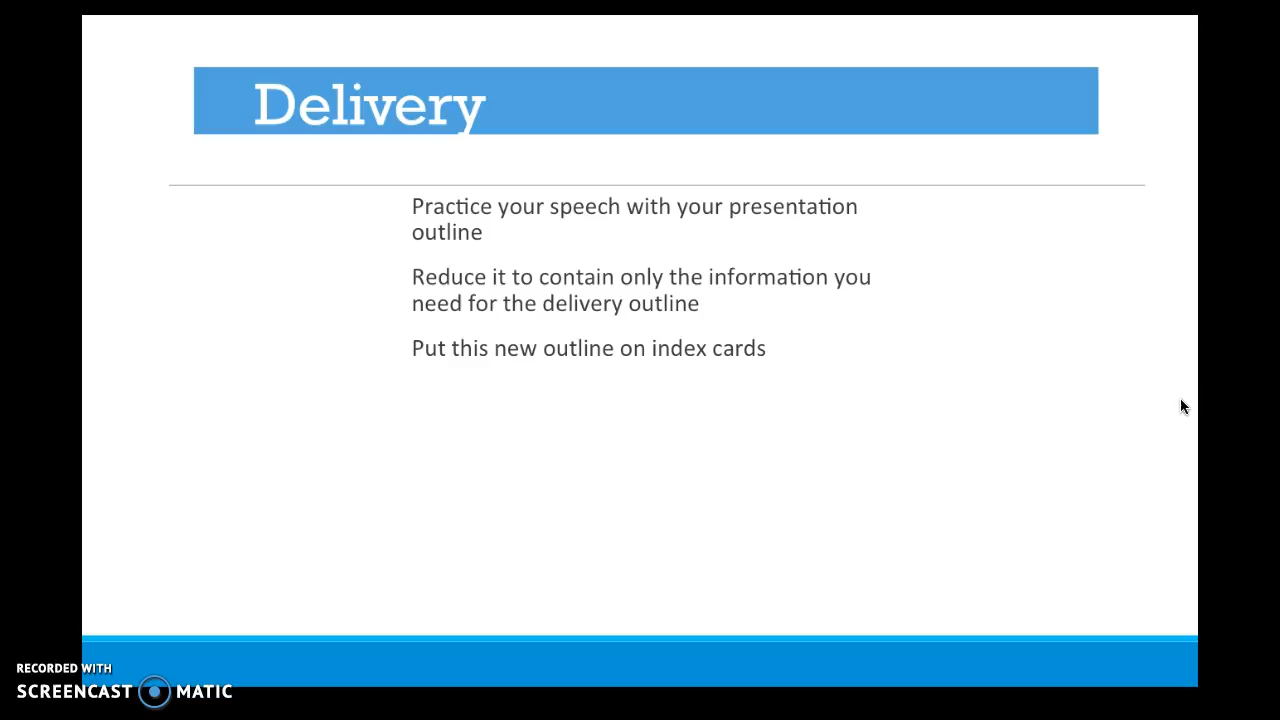 Delivery
Practice your speech with your presentation
outline
Reduce it to contain only the information you
need for the delivery outline
Put this new outline on index cards
RECORDED WITH
SCREENCAST MATIC